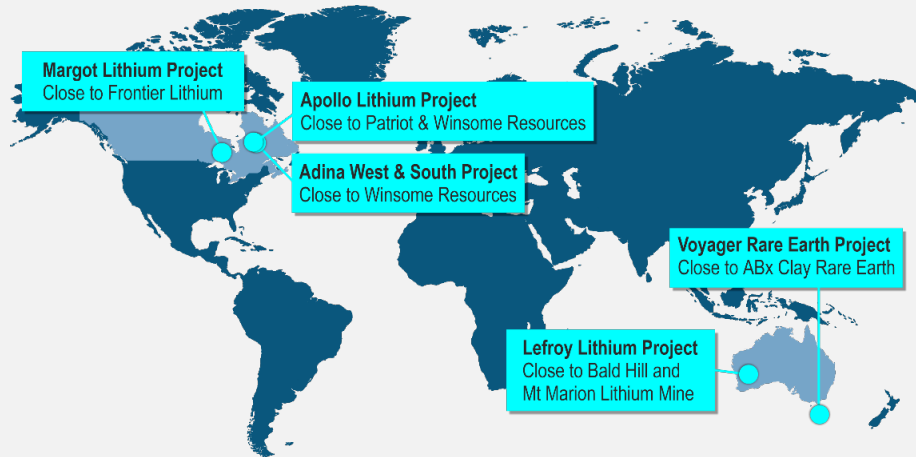 Margot Lithium Project
Close to Frontier Lithium
Apollo Lithium Project
Close to Patriot & Winsome Resources
Adina West & South Project
Close to Winsome Resources
Voyager Rare Earth Project
Close to ABx Clay Rare Earth
Lefroy Lithium Project
Close to Bald Hill and
Mt Marion Lithium Mine